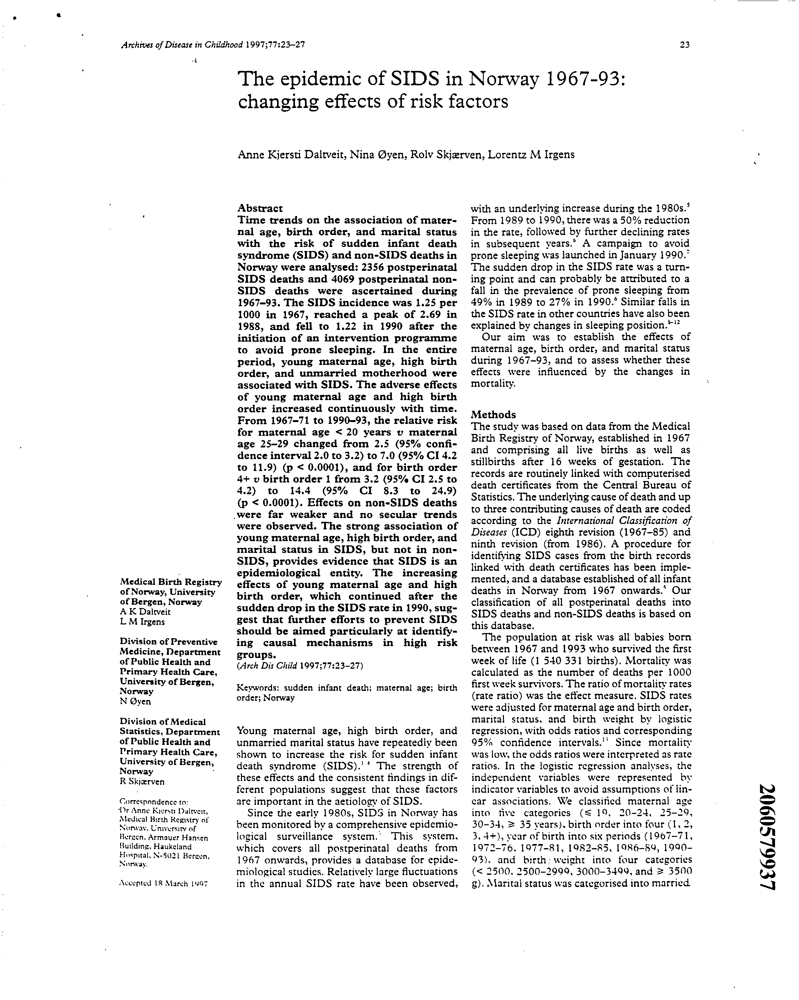 Archives of Disease in Childhood 1997;77:23–27
23
The epidemic of SIDS in Norway 1967-93:
changing effects of risk factors
Anne Kjersti Daltveit, Nina Øyen, Rolv Skjærven, Lorentz M Irgens
Medical Birth Registry
of Norway, University
of Bergen, Norway
A K Daltveit
L M Irgens
Division of Preventive
Medicine, Department
of Public Health and
Primary Health Care,
University of Bergen,
Norway
N Øyen
Division of Medical
Statistics, Department
of Public Health and
Primary Health Care,
University of Bergen,
Norway
R Skjærven
Correspondence to:
Dr Anne Kjersti Daltveit,
Medical Birth Registry of
Norway, University of
Bergen, Armauer Hansen
Building, Haukeland
Hospital, N-5021 Bergen,
Norway.
Accepted 18 March 1997
Abstract
Time trends on the association of mater-
nal age, birth order, and marital status
with the risk of sudden infant death
syndrome (SIDS) and non-SIDS deaths in
Norway were analysed: 2356 postperinatal
SIDS deaths and 4069 postperinatal non-
SIDS deaths were ascertained during
1967-93. The SIDS incidence was 1.25 per
1000 in 1967, reached a peak of 2.69 in
1988, and fell to 1.22 in 1990 after the
initiation of an intervention programme
to avoid prone sleeping. In the entire
period, young maternal age, high birth
order, and unmarried motherhood were
associated with SIDS. The adverse effects
of young maternal age and high birth
order increased continuously with time.
From 1967-71 to 1990-93, the relative risk
for maternal age < 20 years v maternal
age 25-29 changed from 2.5 (95% confi-
dence interval 2.0 to 3.2) to 7.0 (95% CI 4.2
to 11.9) (p < 0.0001), and for birth order
4+ v birth order 1 from 3.2 (95% CI 2.5 to
4.2) to 14.4 (95% CI 8.3 to 24.9)
(p < 0.0001). Effects on non-SIDS deaths
were far weaker and no secular trends
were observed. The strong association of
young maternal age, high birth order, and
marital status in SIDS, but not in non-
SIDS, provides evidence that SIDS is an
epidemiological entity. The increasing
effects of young maternal age and high
birth order, which continued after the
sudden drop in the SIDS rate in 1990, sug-
gest that further efforts to prevent SIDS
should be aimed particularly at identify-
ing causal mechanisms in high risk
groups.
(Arch Dis Child 1997;77:23–27)
Keywords: sudden infant death; maternal age; birth
order; Norway
Young maternal age, high birth order, and
unmarried marital status have repeatedly been
shown to increase the risk for sudden infant
death syndrome (SIDS).1-4 The strength of
these effects and the consistent findings in dif-
ferent populations suggest that these factors
are important in the aetiology of SIDS.
Since the early 1980s, SIDS in Norway has
been monitored by a comprehensive epidemio-
logical surveillance system.5 This system,
which covers all postperinatal deaths from
1967 onwards, provides a database for epide-
miological studies. Relatively large fluctuations
in the annual SIDS rate have been observed,
with an underlying increase during the 1980s.5
From 1989 to 1990, there was a 50% reduction
in the rate, followed by further declining rates
in subsequent years.6 A campaign to avoid
prone sleeping was launched in January 1990.7
The sudden drop in the SIDS rate was a turn-
ing point and can probably be attributed to a
fall in the prevalence of prone sleeping from
49% in 1989 to 27% in 1990.6 Similar falls in
the SIDS rate in other countries have also been
explained by changes in sleeping position.8-12
Our aim was to establish the effects of
maternal age, birth order, and marital status
during 1967–93, and to assess whether these
effects were influenced by the changes in
mortality.
Methods
The study was based on data from the Medical
Birth Registry of Norway, established in 1967
and comprising all live births as well as
stillbirths after 16 weeks of gestation. The
records are routinely linked with computerised
death certificates from the Central Bureau of
Statistics. The underlying cause of death and up
to three contributing causes of death are coded
according to the International Classification of
Diseases (ICD) eighth revision (1967–85) and
ninth revision (from 1986). A procedure for
identifying SIDS cases from the birth records
linked with death certificates has been imple-
mented, and a database established of all infant
deaths in Norway from 1967 onwards.5 Our
classification of all postperinatal deaths into
SIDS deaths and non-SIDS deaths is based on
this database.
The population at risk was all babies born
between 1967 and 1993 who survived the first
week of life (1 540 331 births). Mortality was
calculated as the number of deaths per 1000
first week survivors. The ratio of mortality rates
(rate ratio) was the effect measure. SIDS rates
were adjusted for maternal age and birth order,
marital status, and birth weight by logistic
regression, with odds ratios and corresponding
95% confidence intervals.13 Since mortality
was low, the odds ratios were interpreted as rate
ratios. In the logistic regression analyses, the
independent variables were represented by
indicator variables to avoid assumptions of lin-
ear associations. We classified maternal age
into five categories (≤ 19, 20–24, 25–29,
30–34, ≥ 35 years), birth order into four (1, 2,
3, 4+), year of birth into six periods (1967–71,
1972–76, 1977–81, 1982–85, 1986–89, 1990–
93), and birth weight into four categories
(< 2500, 2500–2999, 3000–3499, and ≥ 3500
g). Marital status was categorised into married
2060579937